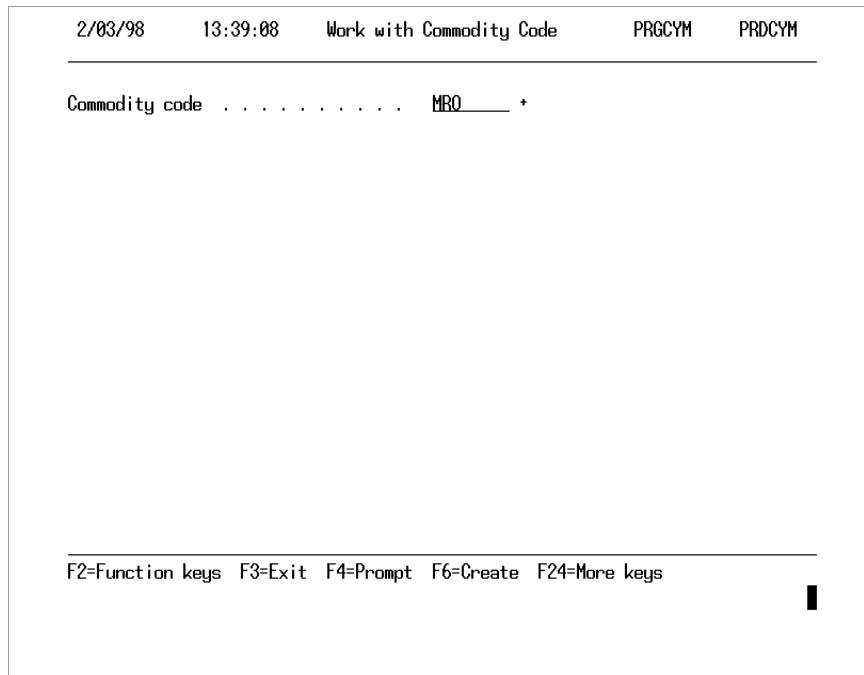 2/03/98 13:39:08 Work with Commodity Code PRGCYM PRDCYM
Commodity code . . . . . . . . . . MRO +
F2=Function keys F3=Exit F4=Prompt F6=Create F24=More keys